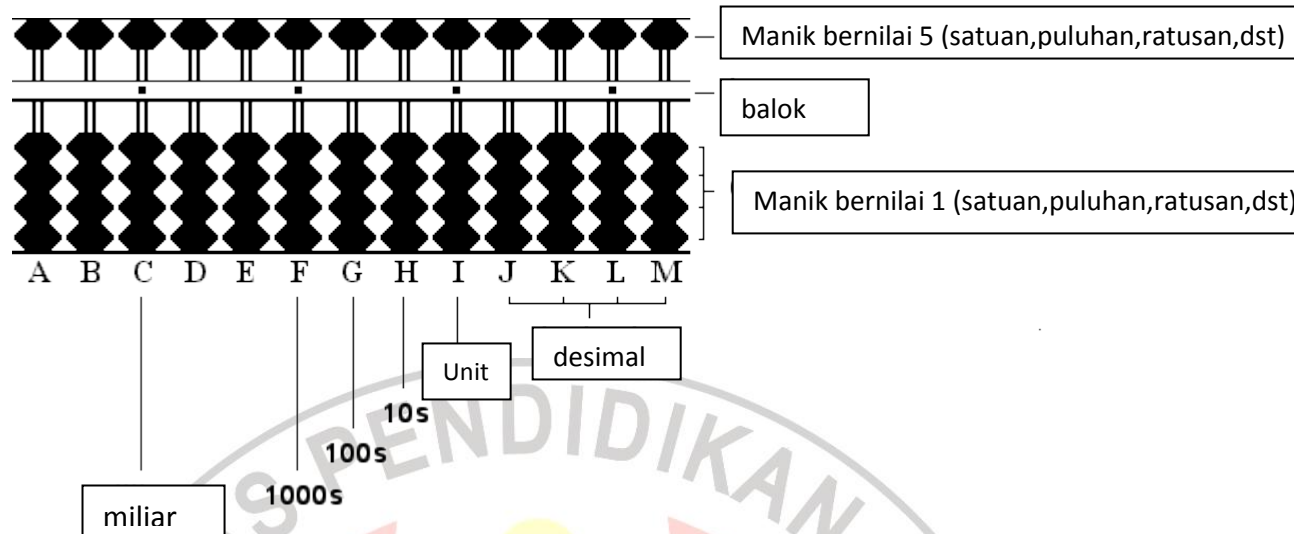 Manik bernilai 5 (satuan,puluhan,ratusan,dst)
balok
Manik bernilai 1 (satuan,puluhan,ratusan,dst)
A B C D E F G H I J K L M
Unit
desimal
10s
100s
1000s
miliar
S PENDIDIKAN